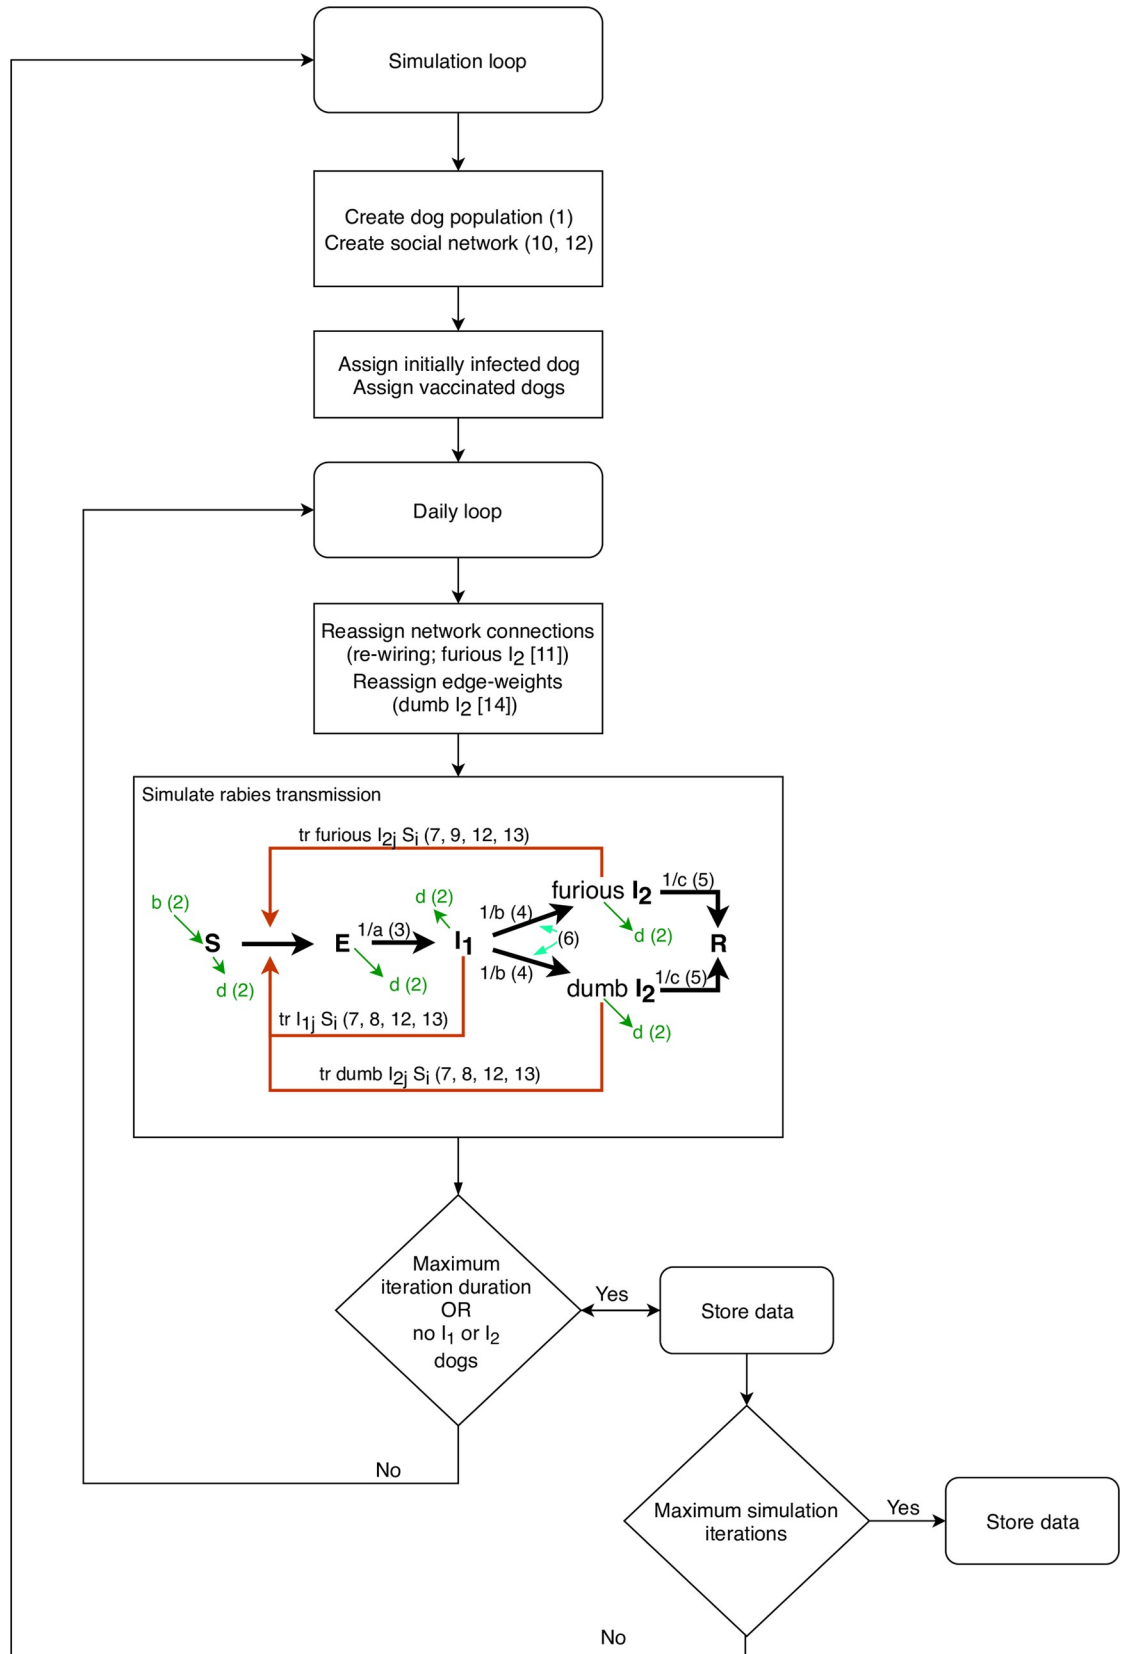 Simulation loop
Create dog population (1)
Create social network (10, 12)
Assign initially infected dog
Assign vaccinated dogs
Daily loop
Reassign network connections
(re-wiring; furious I2 [11])
Reassign edge-weights
(dumb I2 [14])
Simulate rabies transmission
tr furious I2j Si (7, 9, 12, 13)
b (2)
S
d (2)
E
1/a (3)
d (2)
d (2)
I1
1/b (4)
1/b (4)
(6)
furious I2
1/c (5)
d (2)
R
dumb I2
1/c (5)
d (2)
tr I1j Si (7, 8, 12, 13)
tr dumb I2j Si (7, 8, 12, 13)
Maximum
iteration duration
OR
no I1 or I2
dogs
Yes
Store data
No
Maximum simulation
iterations
Yes
Store data
No